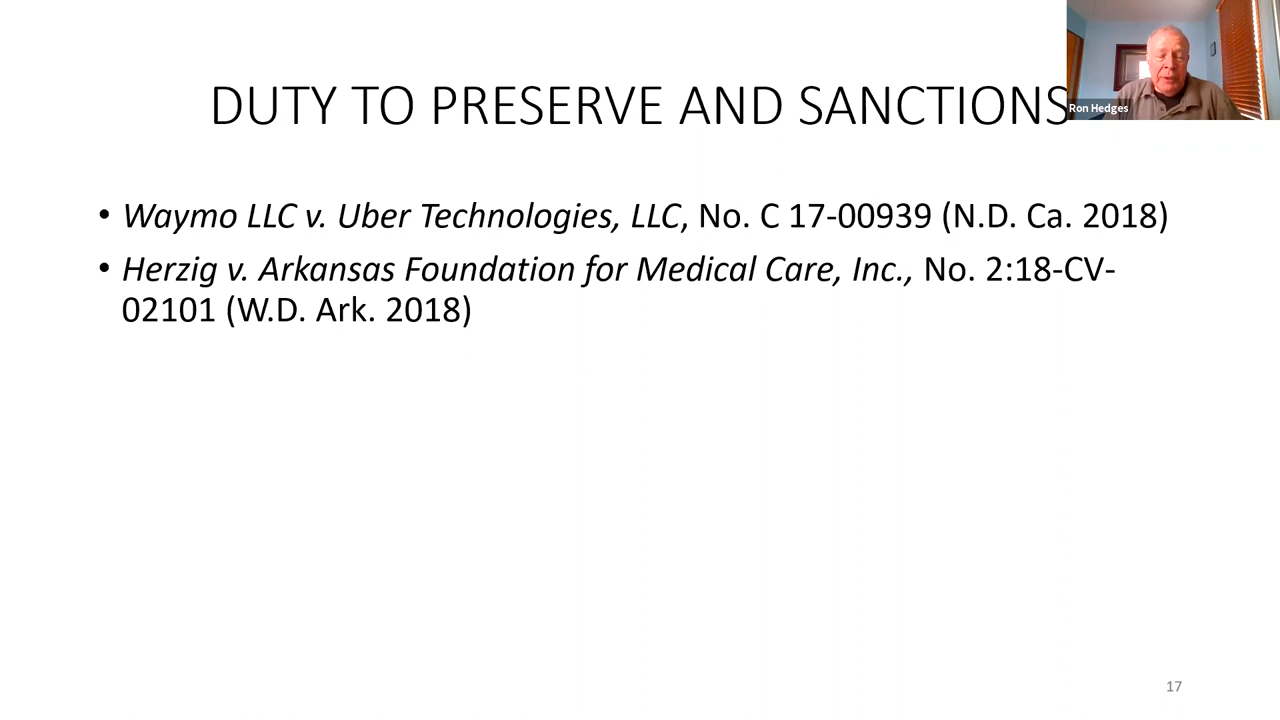 DUTY TO PRESERVE AND SANCTIONS
Ron Hedges
• Waymo LLC v. Uber Technologies, LLC, No. C 17-00939 (N.D. Ca. 2018)
• Herzig v. Arkansas Foundation for Medical Care, Inc., No. 2:18-CV-
02101 (W.D. Ark. 2018)
17